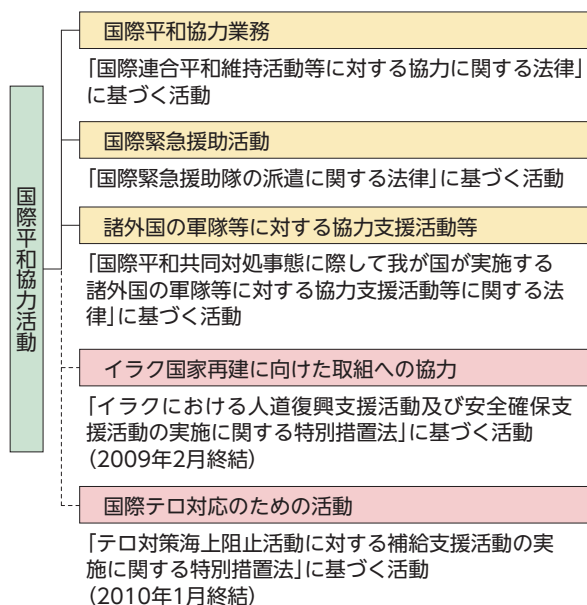 国際平和協力活動
国際平和協力業務
「国際連合平和維持活動等に対する協力に関する法律」
に基づく活動
国際緊急援助活動
「国際緊急援助隊の派遣に関する法律」に基づく活動
諸外国の軍隊等に対する協力支援活動等
「国際平和共同対処事態に際して我が国が実施する
諸外国の軍隊等に対する協力支援活動等に関する法
律」に基づく活動
イラク国家再建に向けた取組への協力
「イラクにおける人道復興支援活動及び安全確保支
援活動の実施に関する特別措置法」に基づく活動
（2009年2月終結）
国際テロ対応のための活動
「テロ対策海上阻止活動に対する補給支援活動の実
施に関する特別措置法」に基づく活動
（2010年1月終結）